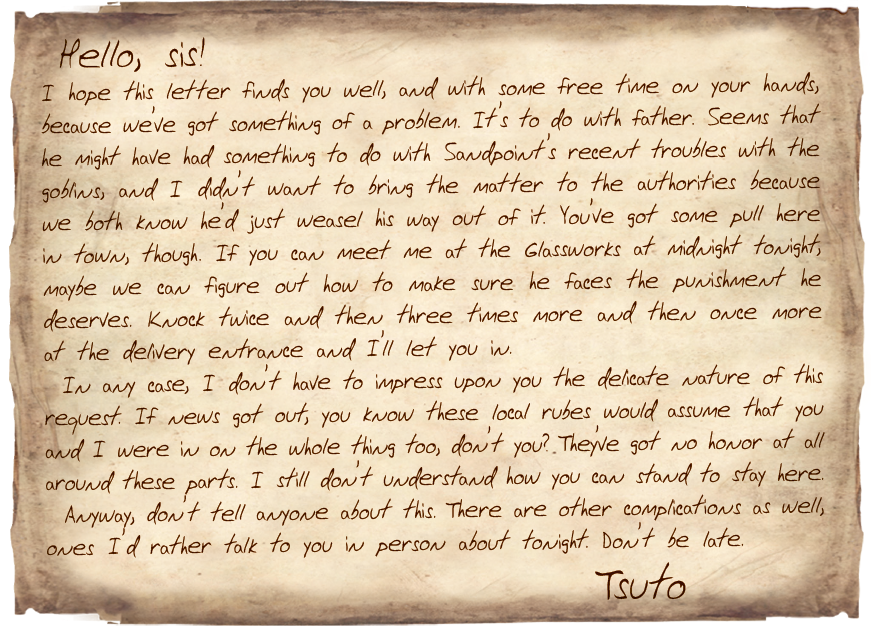 Hello, sis!
I hope this letter finds you well, and with some free time on your hands,
because we've got something of a problem. It's to do with father. Seems that
he might have had something to do with Sandpoint's recent troubles with the
goblins, and I didn't want to bring the matter to the authorities because
we both know he'd just weasel his way out of it. You've got some pull here
in town, though. If you can meet me at the Glassworks at midnight tonight,
maybe we can figure out how to make sure he faces the punishment he
deserves. Knock twice and then three times more and then once more
at the delivery entrance and I'll let you in.
In any case, I don't have to impress upon you the delicate nature of this
request. If news got out, you know these local rubes would assume that you
and I were in on the whole thing too, don't you? They've got no honor at all
around these parts. I still don't understand how you can stand to stay here.
Anyway, don't tell anyone about this. There are other complications as well,
ones I'd rather talk to you in person about tonight. Don't be late.
Tsuto